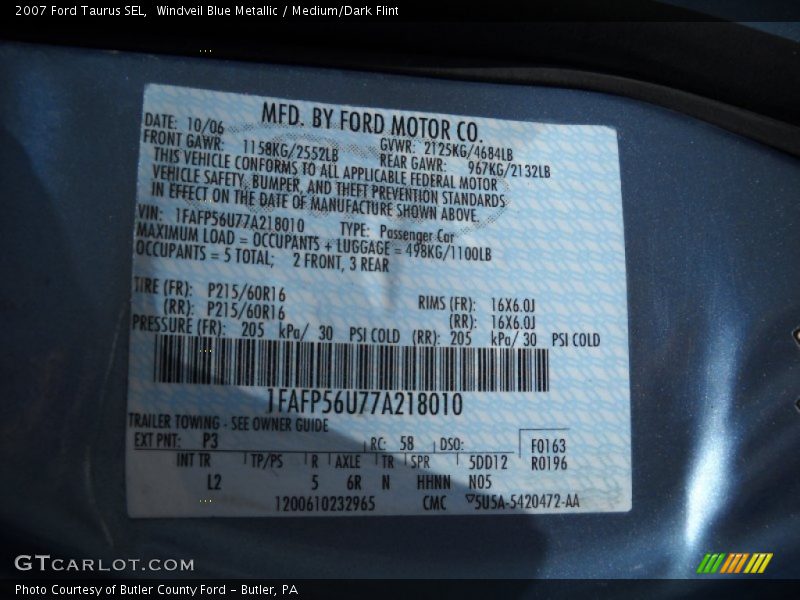 2007 Ford Taurus SEL,  Windveil Blue Metallic / Medium/Dark Flint
MFD. BY FORD MOTOR CO.
DATE: 10/06 GVWR: 2125KG/4684LB
FRONT GAWR: 1158KG/2552LB REAR GAWR: 967KG/2132LB
THIS VEHICLE CONFORMS TO ALL APPLICABLE FEDERAL MOTOR
VEHICLE SAFETY, BUMPER, AND THEFT PREVENTION STANDARDS
IN EFFECT ON THE DATE OF MANUFACTURE SHOWN ABOVE.
VIN: 1FAFP56U77A218010 TYPE: Passenger Car
MAXIMUM LOAD = OCCUPANTS + LUGGAGE = 498KG/1100LB
OCCUPANTS = 5 TOTAL; 2 FRONT, 3 REAR
TIRE (FR): P215/60R16 RIMS (FR): 16X6.0J
(RR): P215/60R16 (RR): 16X6.0J
PRESSURE (FR): 205 kPa/ 30 PSI COLD (RR): 205 kPa/ 30 PSI COLD
1FAFP56U77A218010
TRAILER TOWING - SEE OWNER GUIDE
EXT PNT: P3 RC: 58 DSO: F0163
INT TR TP/PS R AXLE TR SPR 5DD12 R0196
L2 5 6R N HHNN N05
1200610232965 CMC ▽5U5A-5420472-AA
GTCARLOT.COM
Photo Courtesy of Butler County Ford - Butler, PA